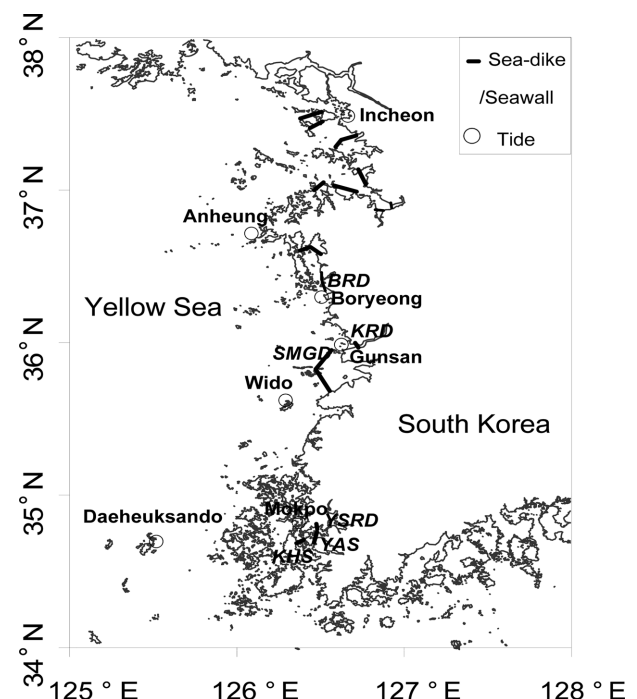 38° N
37° N
36° N
35° N
34° N
Sea-dike
/Seawall
Tide
Incheon
Anheung
BRD
Yellow Sea
Boryeong
KRD
SMGD
Gunsan
Wido
South Korea
Mokpo
Daeheuksando
YSRD
YAS
KHS
125° E
126° E
127° E
128° E